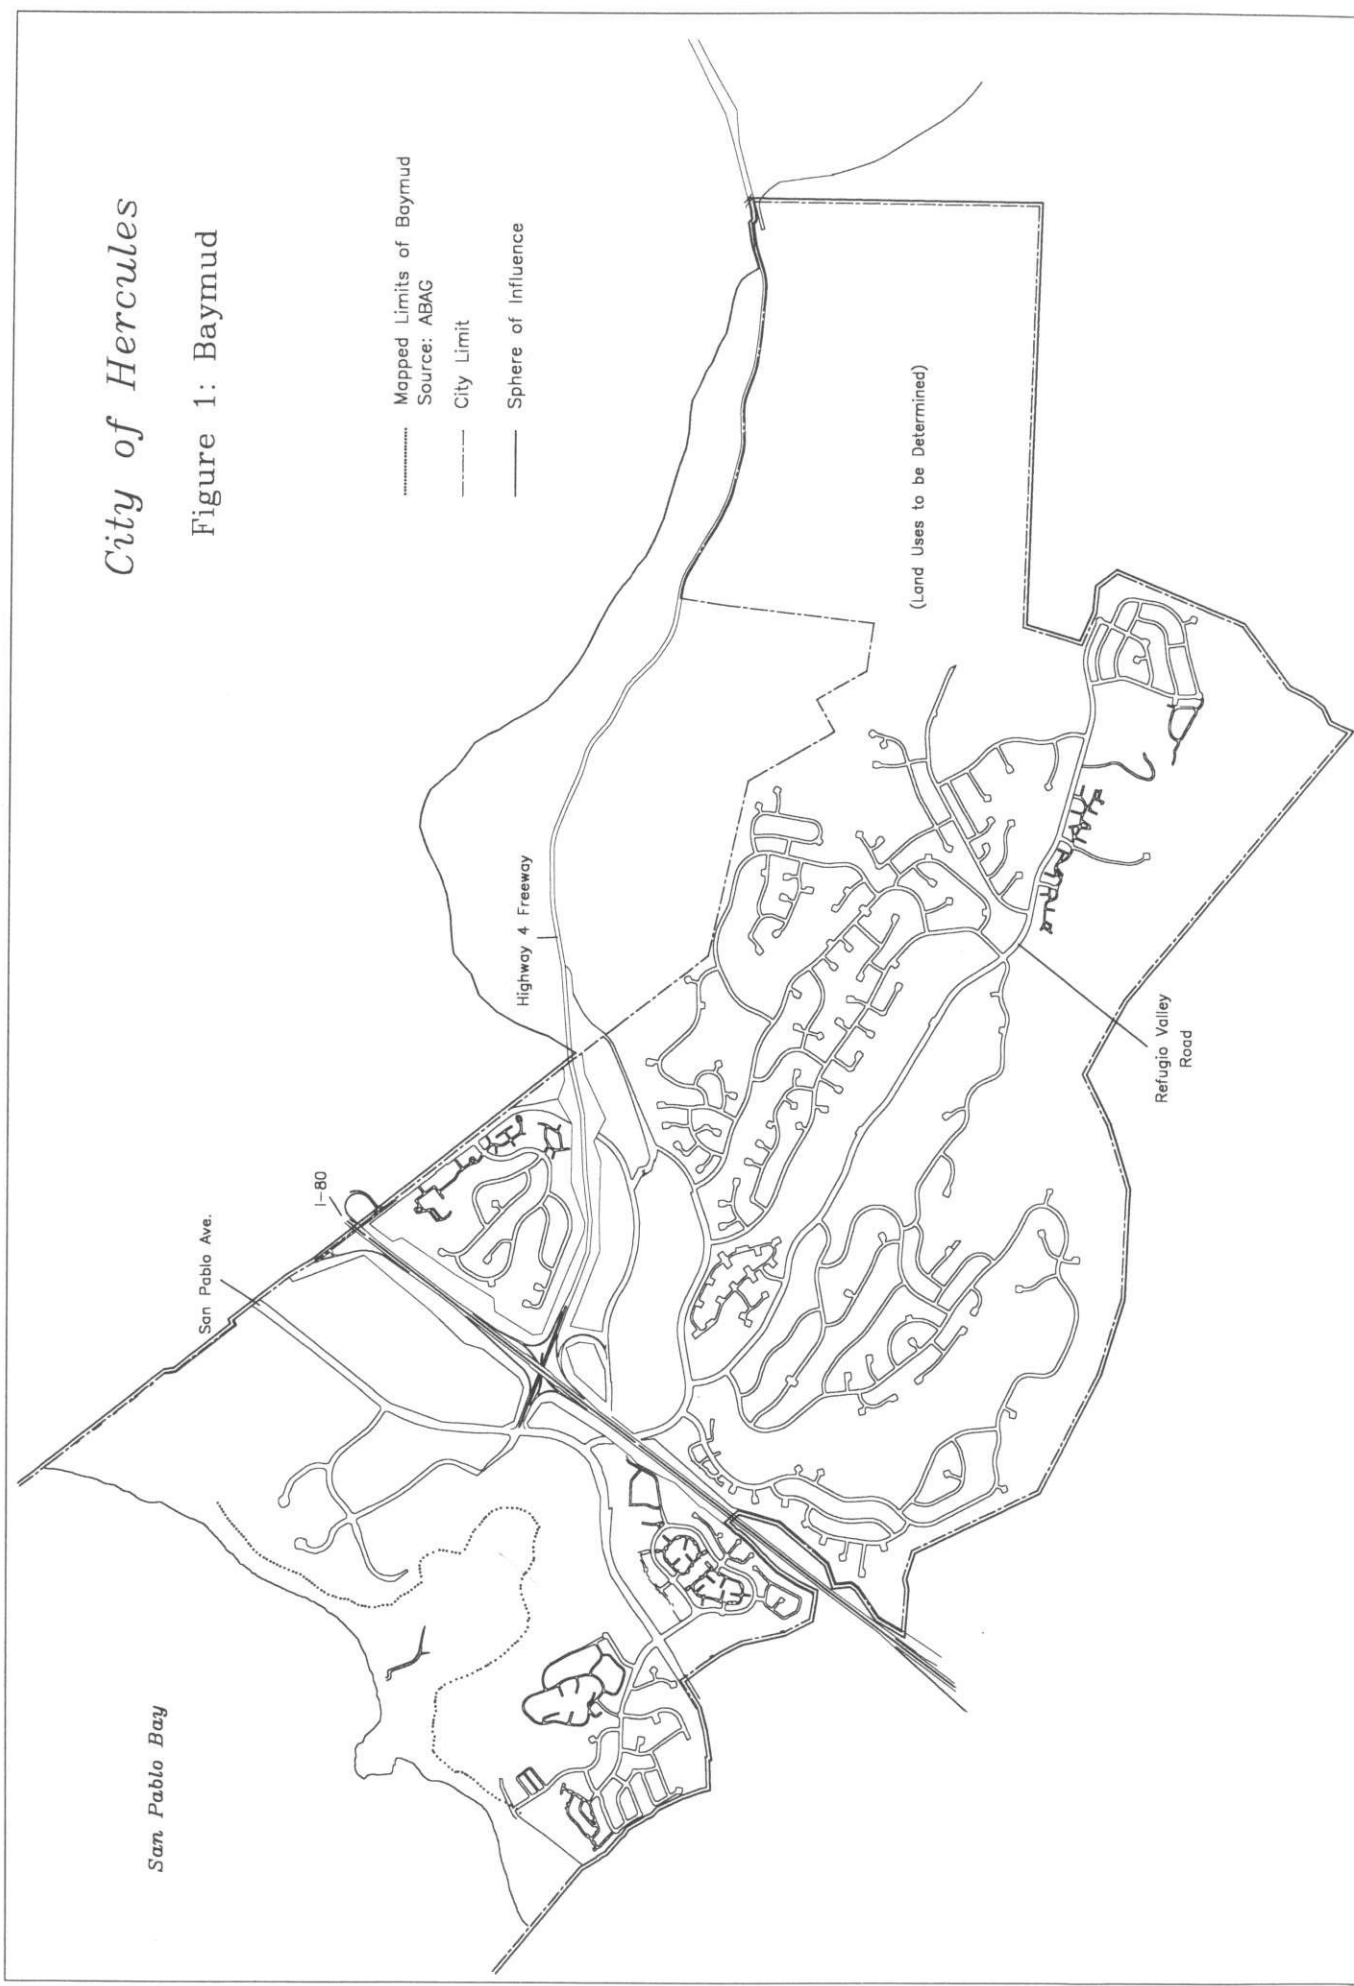 City of Hercules
Figure 1: Baymud
Mapped Limits of Baymud
Source: ABAG
City Limit
Sphere of Influence
(Land Uses to be Determined)
Highway 4 Freeway
Refugio Valley
Road
I-80
San Pablo Ave.
San Pablo Bay